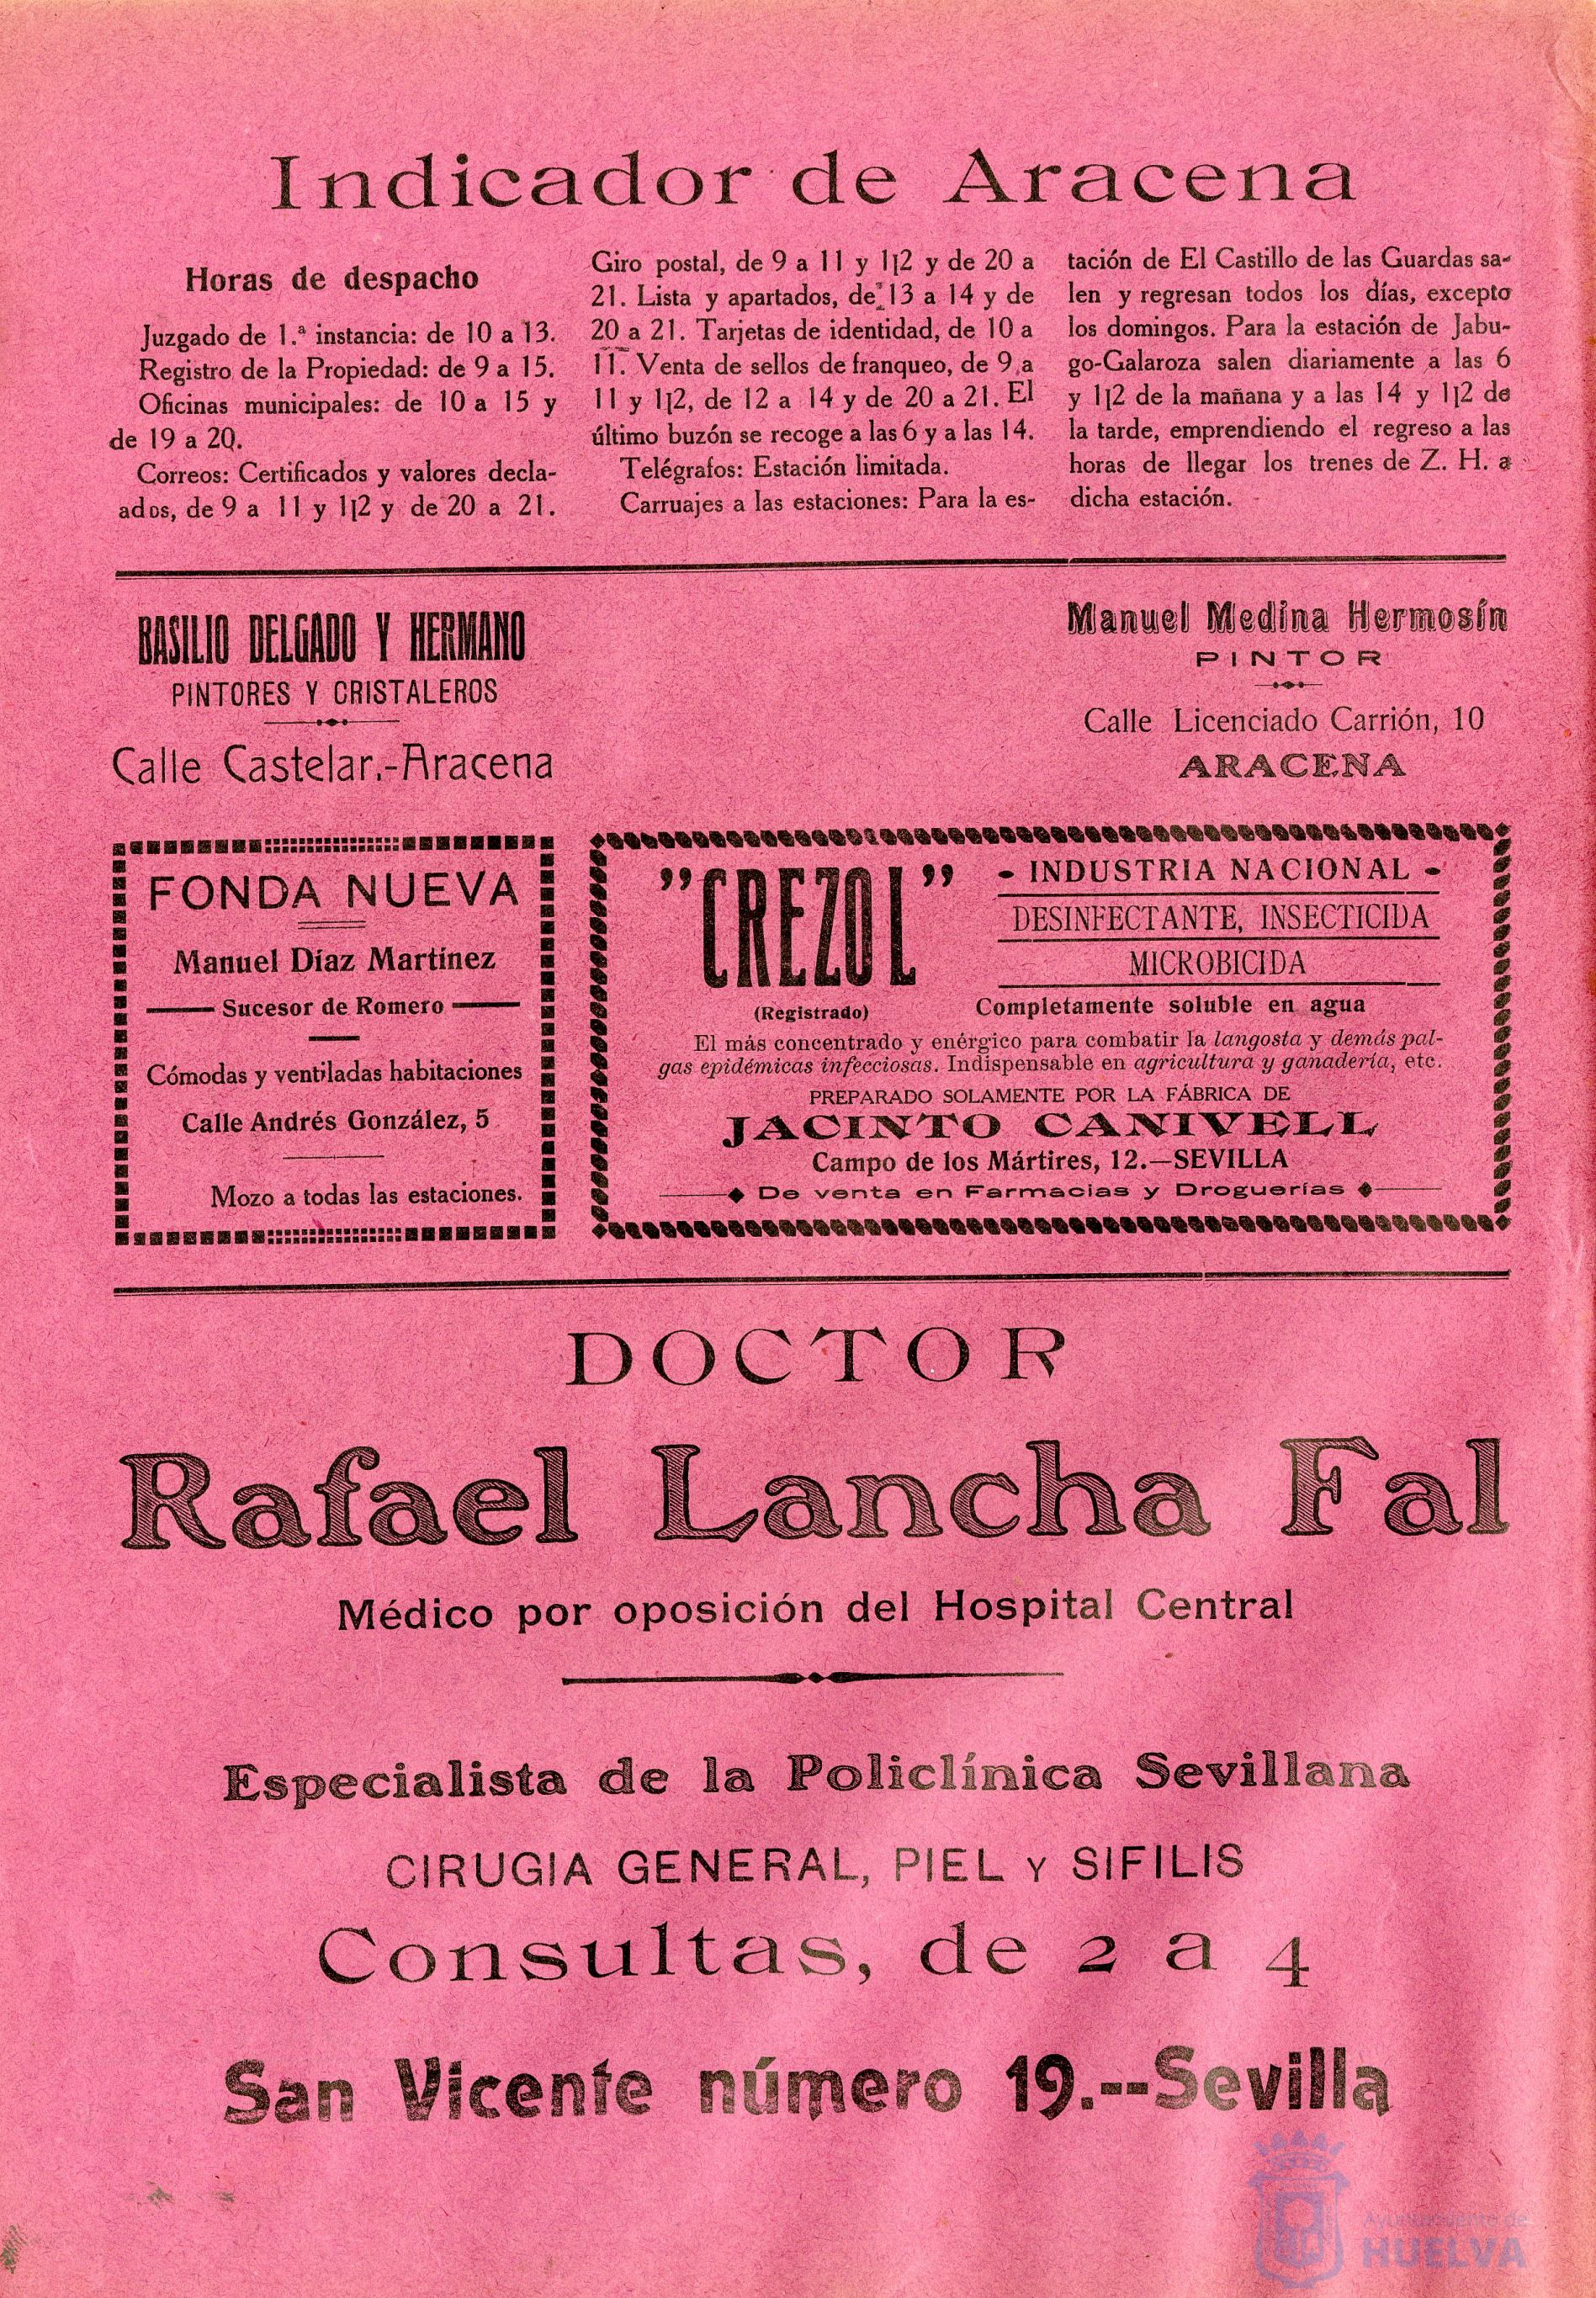 Indicador de Aracena
Horas de despacho
Juzgado de 1.ª instancia: de 10 a 13.
Registro de la Propiedad: de 9 a 15.
Oficinas municipales: de 10 a 15 y
de 19 a 20.
Correos: Certificados y valores decla-
ados, de 9 a 11 y 1|2 y de 20 a 21.
Giro postal, de 9 a 11 y 1|2 y de 20 a
21. Lista y apartados, de 13 a 14 y de
20 a 21. Tarjetas de identidad, de 10 a
11. Venta de sellos de franqueo, de 9 a
11 y 1|2, de 12 a 14 y de 20 a 21. El
último buzón se recoge a las 6 y a las 14.
Telégrafos: Estación limitada.
Carruajes a las estaciones: Para la es-
tación de El Castillo de las Guardas sa-
len y regresan todos los días, excepto
los domingos. Para la estación de Jabu-
go-Galaroza salen diariamente a las 6
y 1|2 de la mañana y a las 14 y 1|2 de
la tarde, emprendiendo el regreso a las
horas de llegar los trenes de Z. H. a
dicha estación.
BASILIO DELGADO Y HERMANO
PINTORES Y CRISTALEROS
Calle Castelar.-Aracena
Manuel Medina Hermosín
PINTOR
Calle Licenciado Carrión, 10
ARACENA
FONDA NUEVA
Manuel Díaz Martínez
Sucesor de Romero
Cómodas y ventiladas habitaciones
Calle Andrés González, 5
Mozo a todas las estaciones.
"CREZOL"
(Registrado)
- INDUSTRIA NACIONAL -
DESINFECTANTE, INSECTICIDA
MICROBICIDA
Completamente soluble en agua
El más concentrado y enérgico para combatir la langosta y demás pal-
gas epidémicas infecciosas. Indispensable en agricultura y ganadería, etc.
PREPARADO SOLAMENTE POR LA FÁBRICA DE
JACINTO CANIVELL
Campo de los Mártires, 12.—SEVILLA
De venta en Farmacias y Droguerías
DOCTOR
Rafael Lancha Fal
Médico por oposición del Hospital Central
Especialista de la Policlínica Sevillana
CIRUGIA GENERAL, PIEL Y SIFILIS
Consultas, de 2 a 4
San Vicente número 19.--Sevilla
Ayuntamiento de
HUELVA